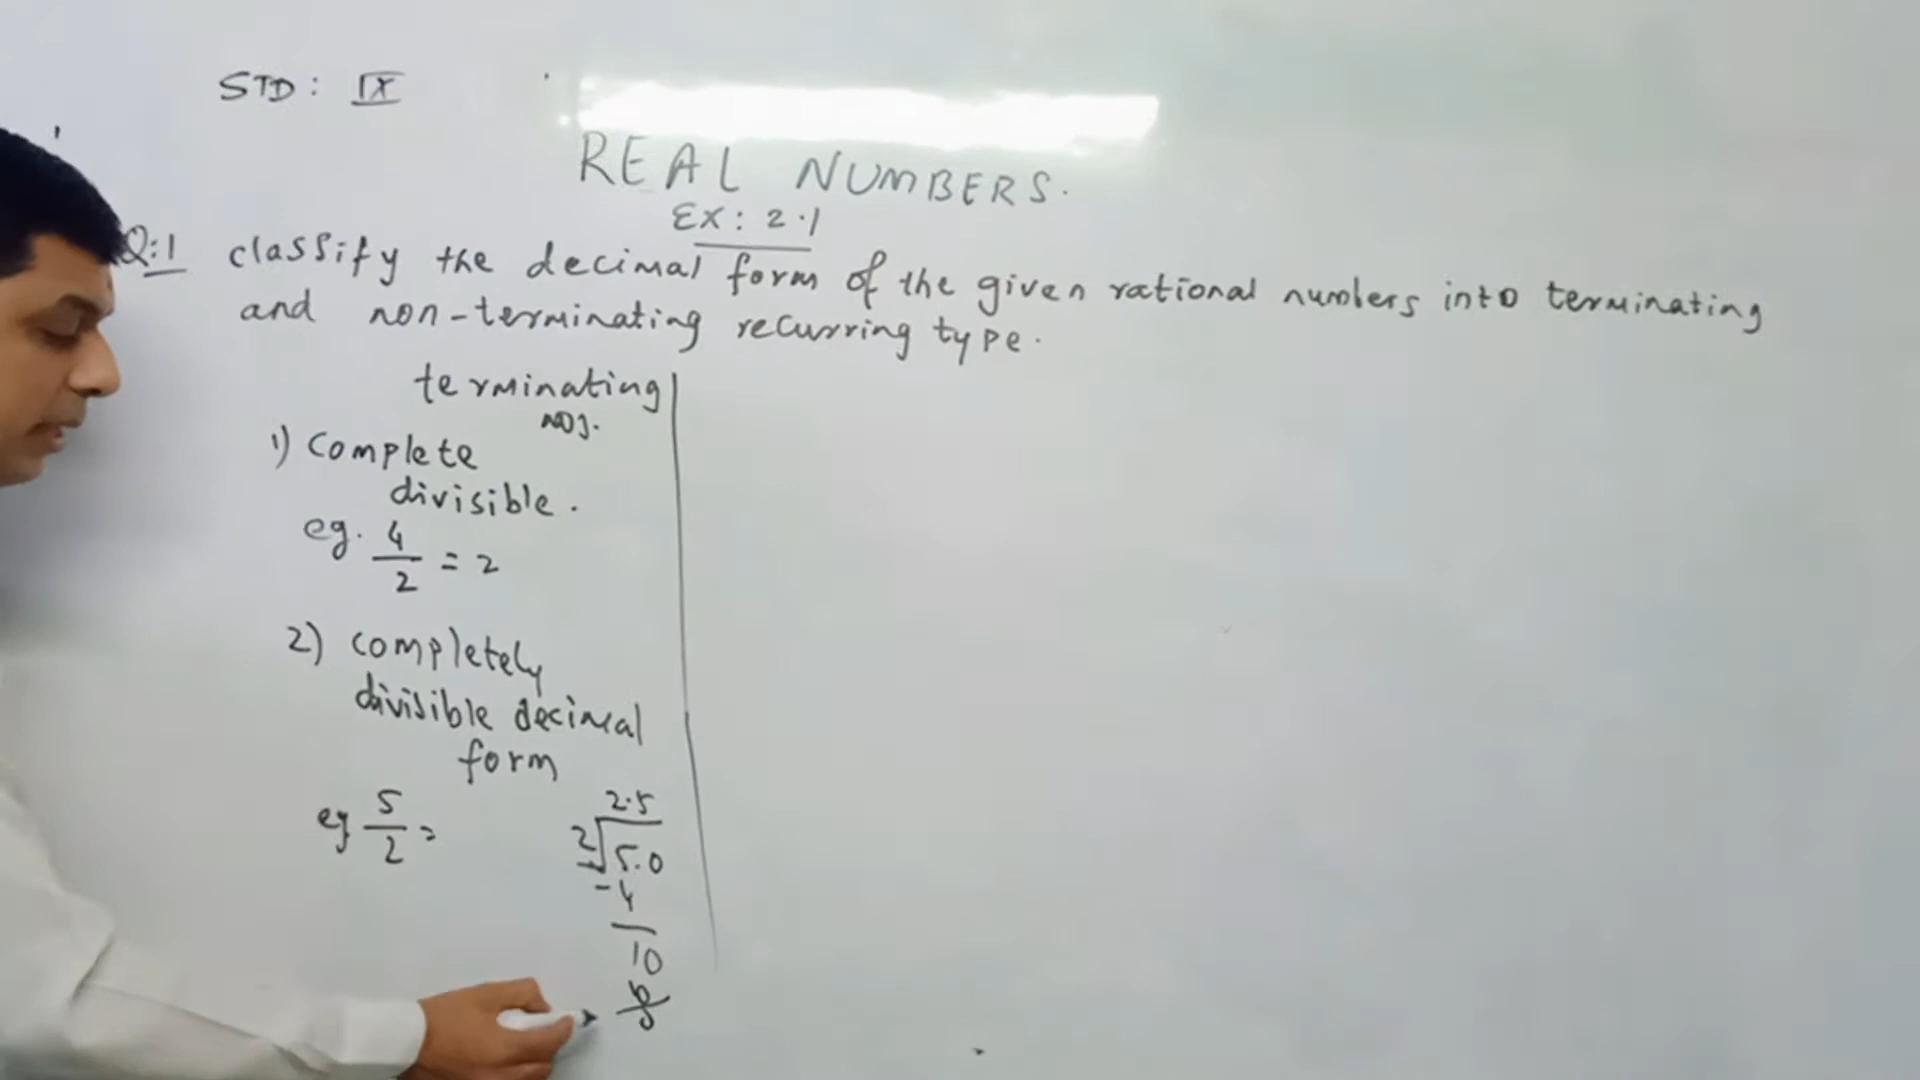 STD: IX
REAL NUMBERS.
EX: 2.1
Q:1 classify the decimal form of the given rational numbers into terminating
and non-terminating recurring type.
terminating
nos.
1) complete
divisible.
eg. 4/2 = 2
2) completely
divisible decimal
form
eg 5/2 =
2.5
2 5.0
-4
10